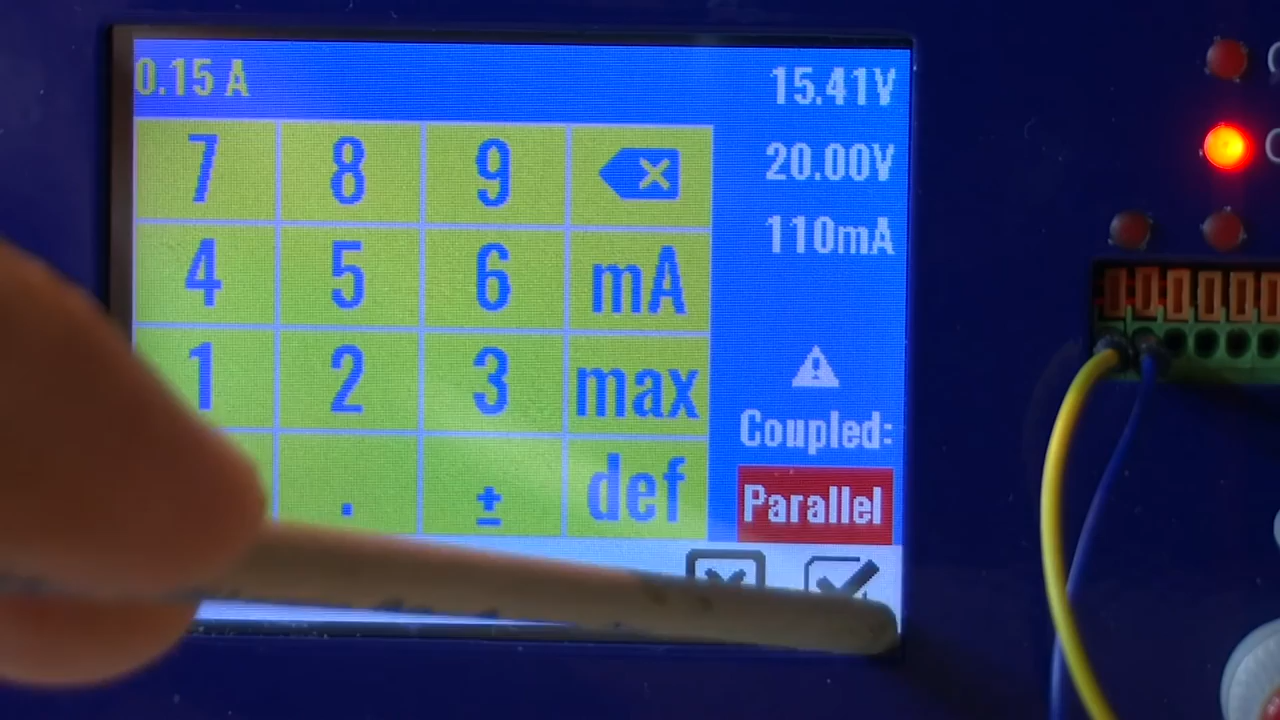 0.15 A
15.41V
20.00V
110mA
7 8 9
4 5 6 mA
1 2 3 max
. ± def
Coupled:
Parallel